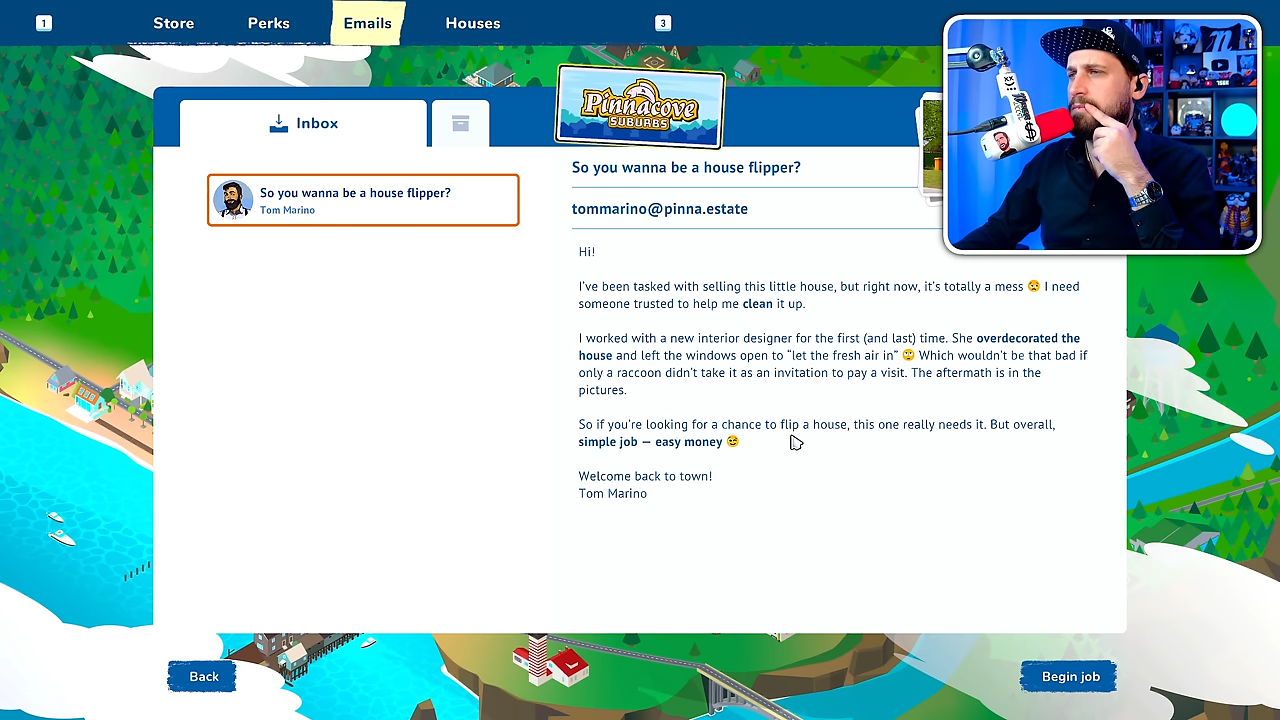 1
Store
Perks
Emails
Houses
3
Inbox
Pinnacove
SUBURBS
So you wanna be a house flipper?
Tom Marino
So you wanna be a house flipper?
tommarino@pinna.estate
Hi!
I've been tasked with selling this little house, but right now, it's totally a mess 😒 I need
someone trusted to help me clean it up.
I worked with a new interior designer for the first (and last) time. She overdecorated the
house and left the windows open to “let the fresh air in” 🙄 Which wouldn't be that bad if
only a raccoon didn't take it as an invitation to pay a visit. The aftermath is in the
pictures.
So if you're looking for a chance to flip a house, this one really needs it. But overall,
simple job — easy money 😉
Welcome back to town!
Tom Marino
Back
Begin job